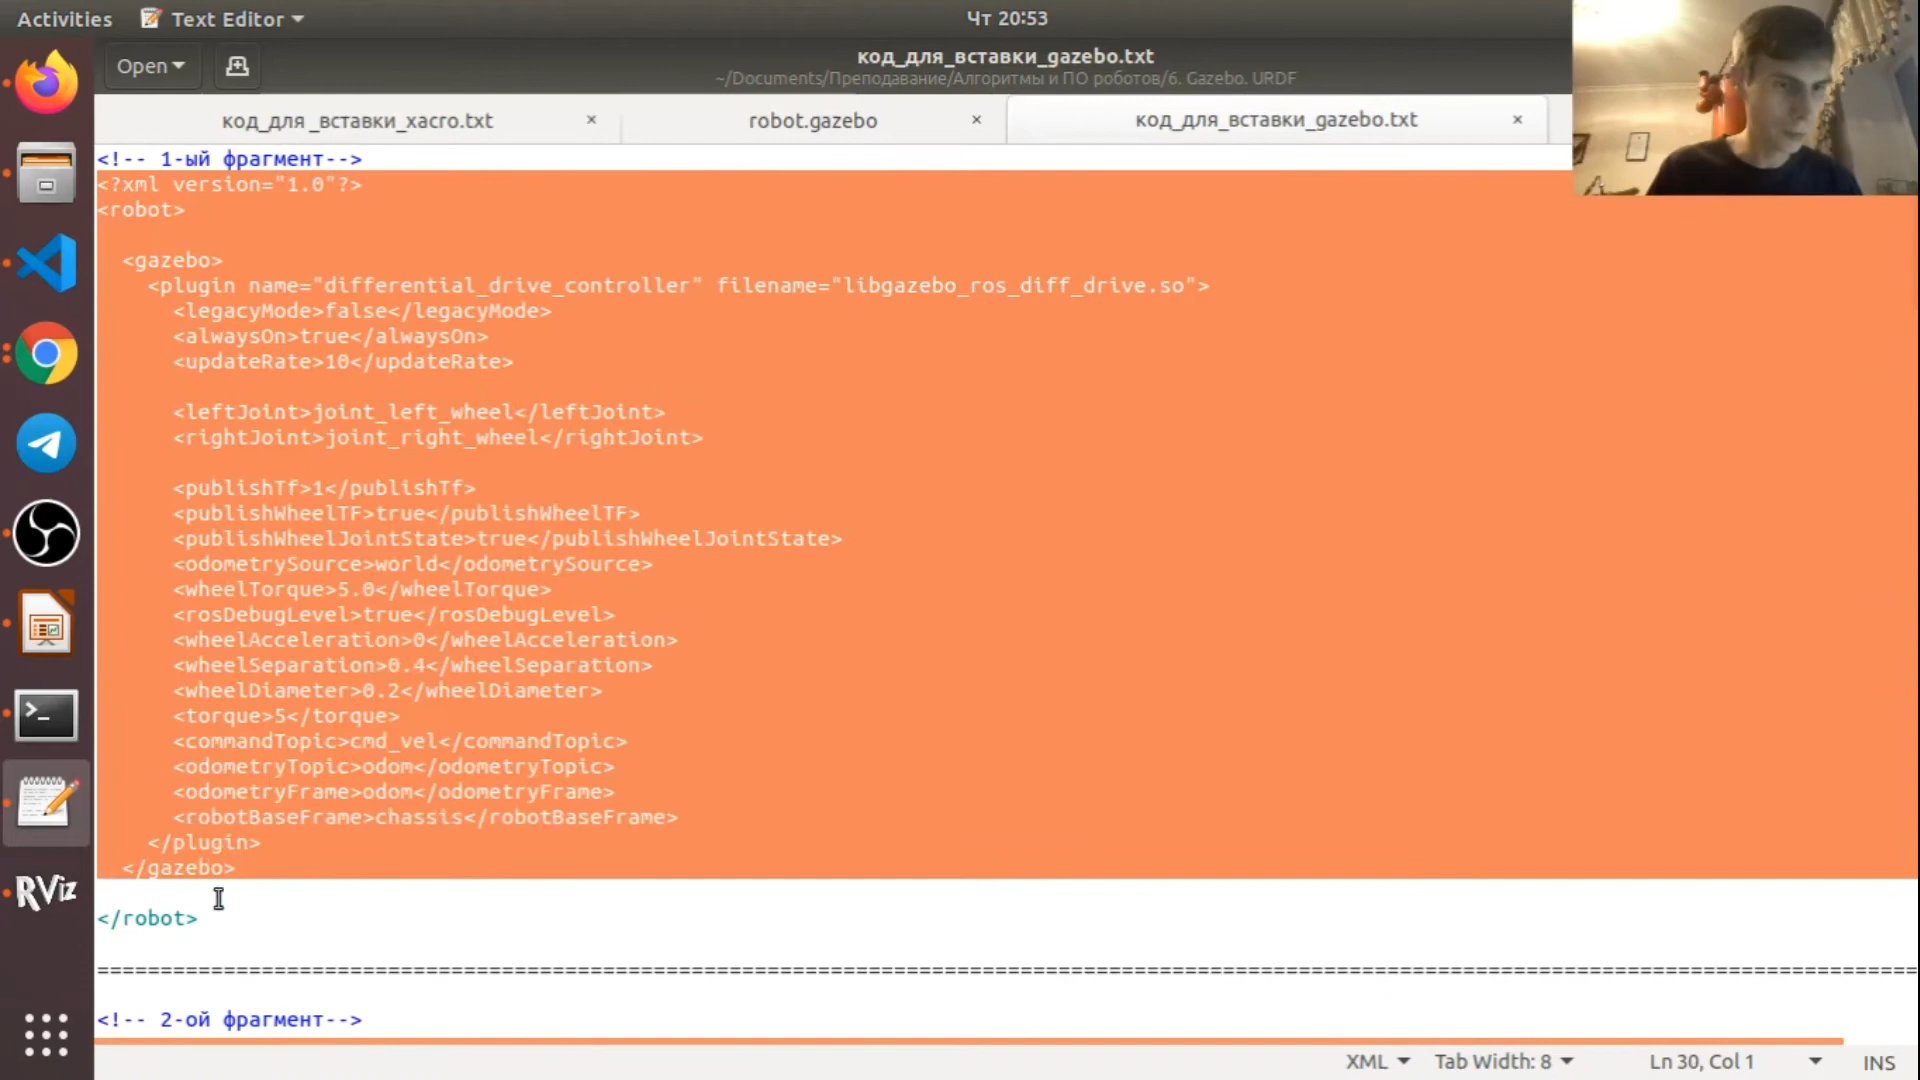 Activities
Text Editor
Чт 20:53
Open
код_для_вставки_gazebo.txt
~/Documents/Преподавание/Алгоритмы и ПО роботов/6. Gazebo. URDF
код_для _вставки_xacro.txt ×
robot.gazebo ×
код_для_вставки_gazebo.txt ×
<!-- 1-ый фрагмент-->
<?xml version="1.0"?>
<robot>
<gazebo>
<plugin name="differential_drive_controller" filename="libgazebo_ros_diff_drive.so">
<legacyMode>false</legacyMode>
<alwaysOn>true</alwaysOn>
<updateRate>10</updateRate>
<leftJoint>joint_left_wheel</leftJoint>
<rightJoint>joint_right_wheel</rightJoint>
<publishTf>1</publishTf>
<publishWheelTF>true</publishWheelTF>
<publishWheelJointState>true</publishWheelJointState>
<odometrySource>world</odometrySource>
<wheelTorque>5.0</wheelTorque>
<rosDebugLevel>true</rosDebugLevel>
<wheelAcceleration>0</wheelAcceleration>
<wheelSeparation>0.4</wheelSeparation>
<wheelDiameter>0.2</wheelDiameter>
<torque>5</torque>
<commandTopic>cmd_vel</commandTopic>
<odometryTopic>odom</odometryTopic>
<odometryFrame>odom</odometryFrame>
<robotBaseFrame>chassis</robotBaseFrame>
</plugin>
</gazebo>
</robot>
================================================================================================================================================
<!-- 2-ой фрагмент-->
RViz
XML
Tab Width: 8
Ln 30, Col 1
INS